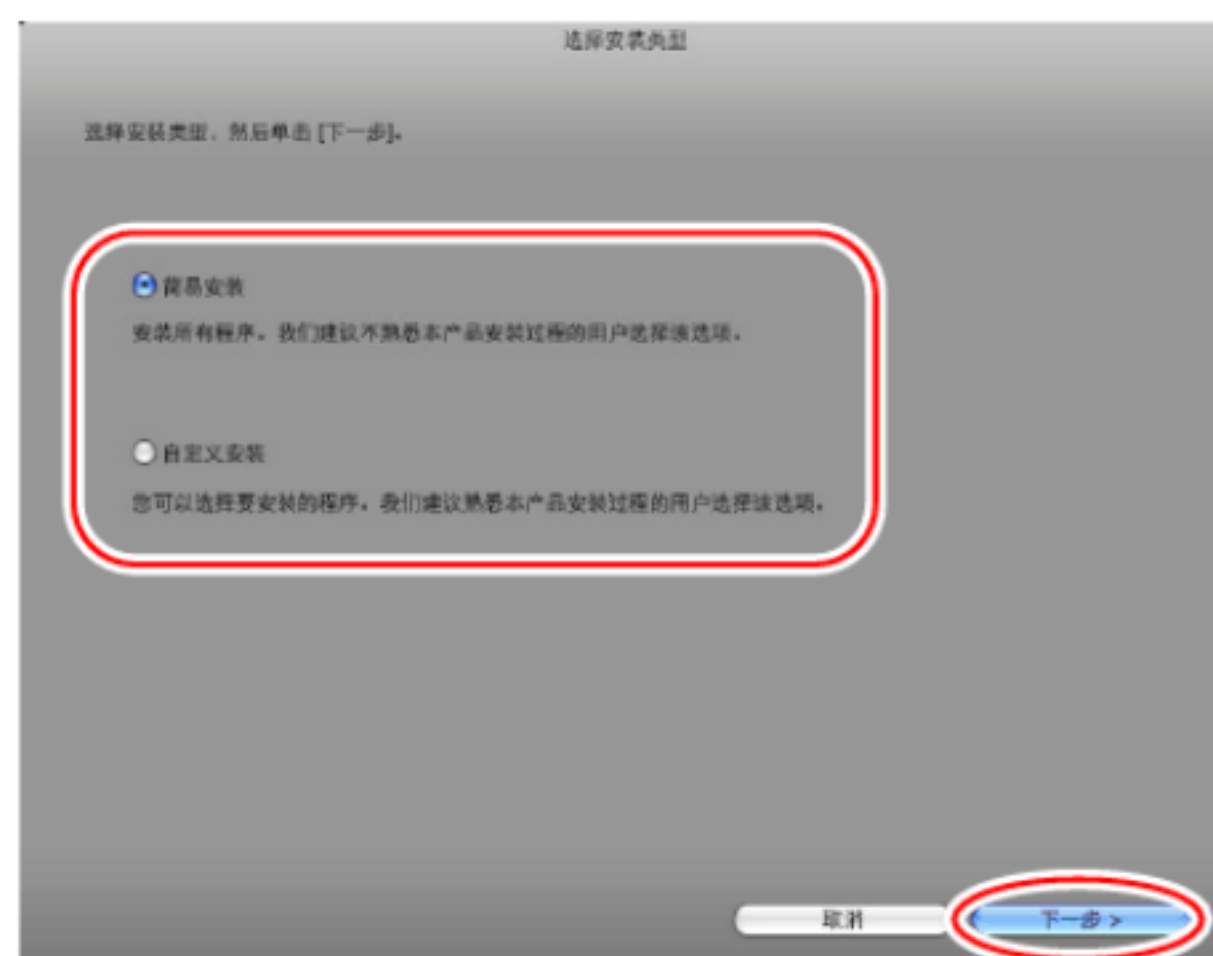 选择安装类型
选择安装类型，然后单击 [下一步]。
简易安装
安装所有程序。我们建议不熟悉本产品安装过程的用户选择该选项。
自定义安装
您可以选择要安装的程序。我们建议熟悉本产品安装过程的用户选择该选项。
取消
下一步 >